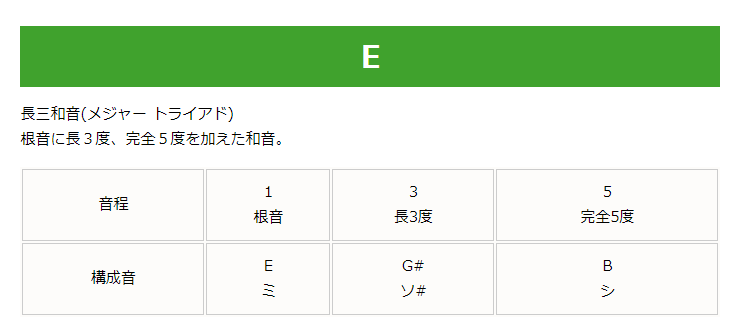 E
長三和音(メジャー トライアド)
根音に長３度、完全５度を加えた和音。
音程
1
根音
3
長3度
5
完全5度
構成音
E
ミ
G#
ソ#
B
シ